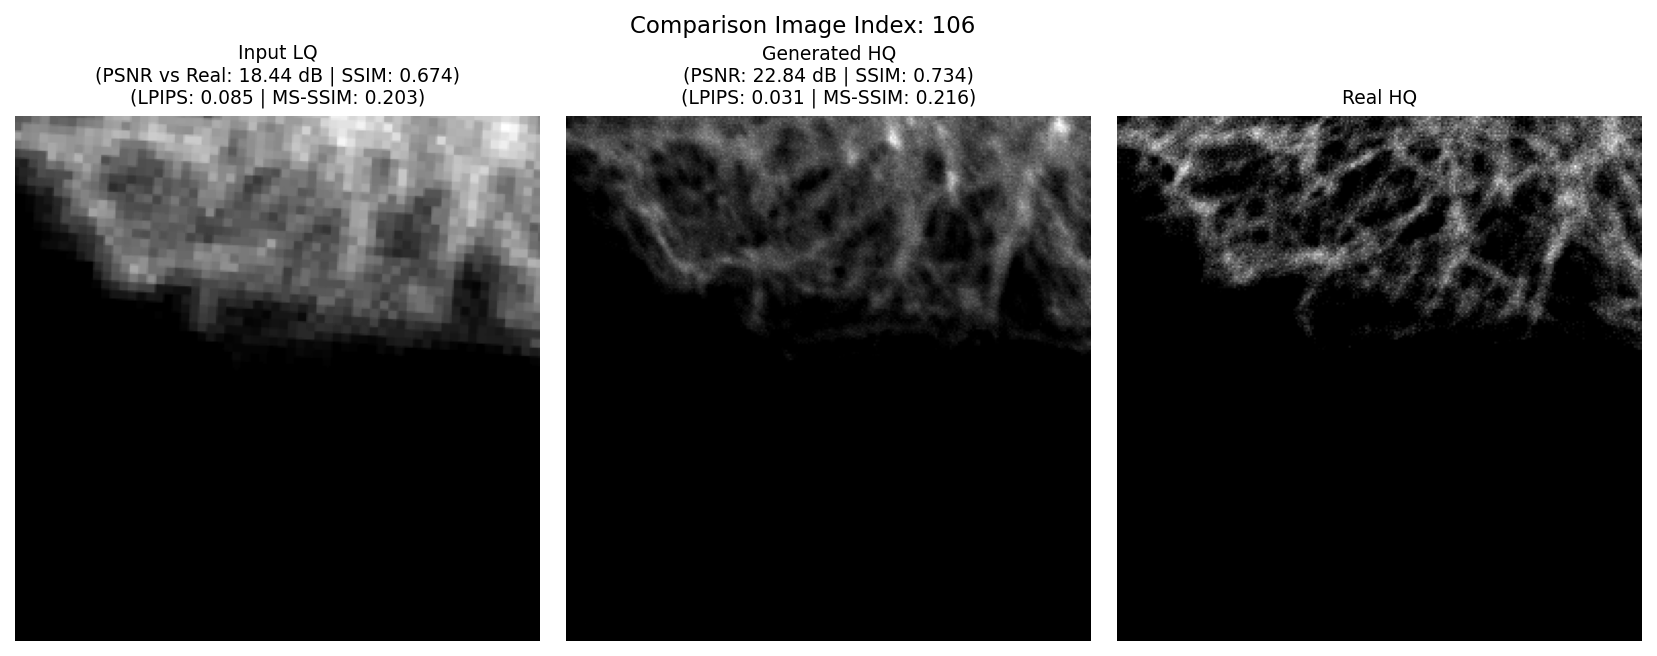 Comparison Image Index: 106
Input LQ
(PSNR vs Real: 18.44 dB | SSIM: 0.674)
(LPIPS: 0.085 | MS-SSIM: 0.203)
Generated HQ
(PSNR: 22.84 dB | SSIM: 0.734)
(LPIPS: 0.031 | MS-SSIM: 0.216)
Real HQ